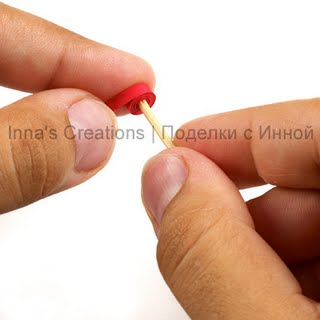 Inna's Creations | Поделки с Инной